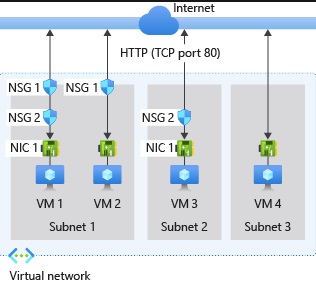 Internet
HTTP (TCP port 80)
NSG 1 NSG 1
NSG 2 NSG 2
NIC 1 NIC 1
VM 1 VM 2 VM 3 VM 4
Subnet 1 Subnet 2 Subnet 3
Virtual network